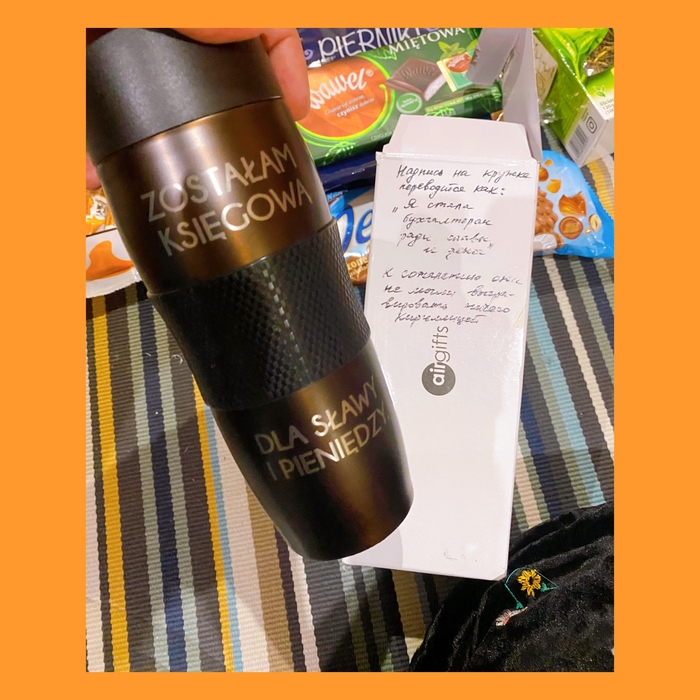 ZOSTAŁAM
KSIĘGOWĄ
DLA SŁAWY
I PIENIĘDZY
PIERNIKI
MIĘTOWA
Wawel
Надпись на кружке
переводится как:
„Я стала
бухгалтером
ради славы
и денег"
К сожалению они
не могли выгра-
вировать ничего
Кириллицей
airgifts